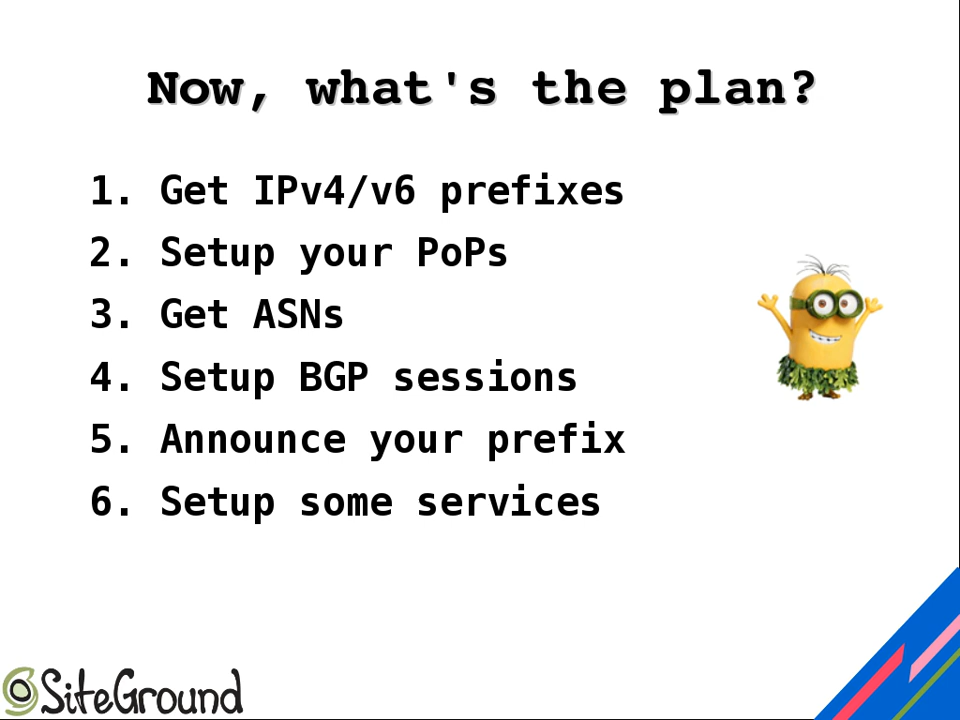 Now, what's the plan?
1. Get IPv4/v6 prefixes
2. Setup your PoPs
3. Get ASNs
4. Setup BGP sessions
5. Announce your prefix
6. Setup some services
SiteGround